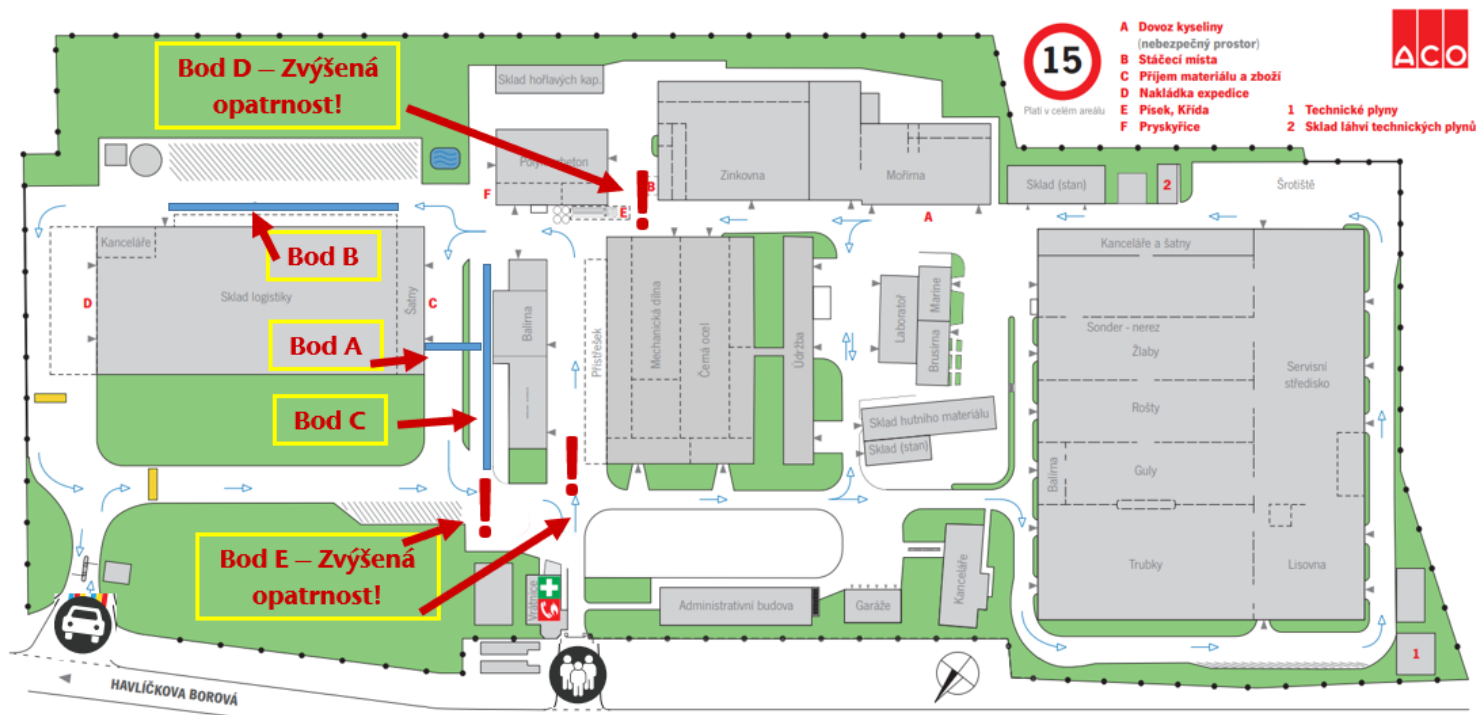 Bod D – Zvýšená
opatrnost!
15
Platí v celém areálu
A Dovoz kyseliny
(nebezpečný prostor)
B Stáčecí místa
C Příjem materiálu a zboží
D Nakládka expedice
E Písek, Křída
F Pryskyřice
1 Technické plyny
2 Sklad láhví technických plynů
ACO
Sklad hořlavých kap.
F
E
B
Zinkovna
Mořírna
A
Sklad (stan)
2
Šrotiště
Kanceláře
Bod B
Sklad logistiky
D
Šatny
C
Bod A
Bod C
Balírna
Přístřešek
Mechanická dílna
Černá ocel
Údržba
Laboratoř
Marine
Brusírna
Sklad hutního materiálu
Sklad (stan)
Kanceláře a šatny
Sonder - nerez
Žlaby
Rošty
Balírna
Guly
Trubky
Servisní
středisko
Lisovna
Bod E – Zvýšená
opatrnost!
Vrátnice
Administrativní budova
Garáže
Kanceláře
1
HAVLÍČKOVA BOROVÁ